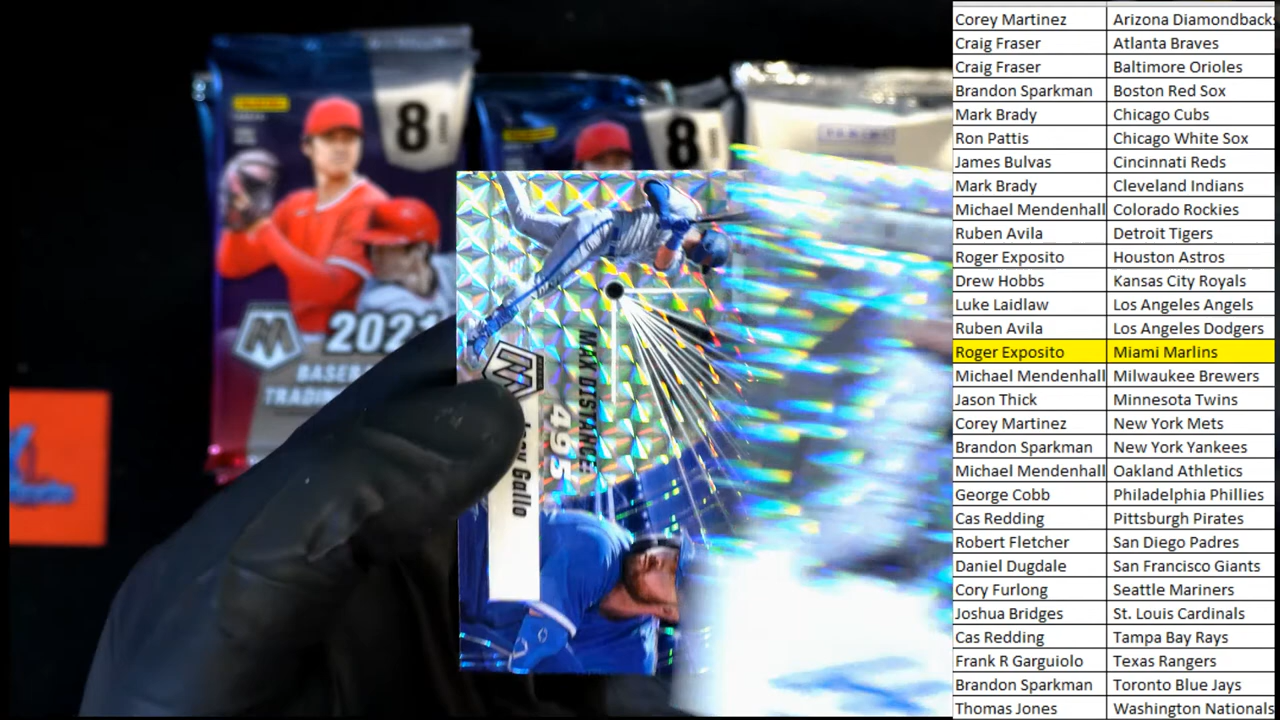 8
8
PANINI
2021
BASEB
TRADIN
MAX DISTANCE:
495
Joey Gallo
Corey Martinez Arizona Diamondbacks
Craig Fraser Atlanta Braves
Craig Fraser Baltimore Orioles
Brandon Sparkman Boston Red Sox
Mark Brady Chicago Cubs
Ron Pattis Chicago White Sox
James Bulvas Cincinnati Reds
Mark Brady Cleveland Indians
Michael Mendenhall Colorado Rockies
Ruben Avila Detroit Tigers
Roger Exposito Houston Astros
Drew Hobbs Kansas City Royals
Luke Laidlaw Los Angeles Angels
Ruben Avila Los Angeles Dodgers
Roger Exposito Miami Marlins
Michael Mendenhall Milwaukee Brewers
Jason Thick Minnesota Twins
Corey Martinez New York Mets
Brandon Sparkman New York Yankees
Michael Mendenhall Oakland Athletics
George Cobb Philadelphia Phillies
Cas Redding Pittsburgh Pirates
Robert Fletcher San Diego Padres
Daniel Dugdale San Francisco Giants
Cory Furlong Seattle Mariners
Joshua Bridges St. Louis Cardinals
Cas Redding Tampa Bay Rays
Frank R Garguiolo Texas Rangers
Brandon Sparkman Toronto Blue Jays
Thomas Jones Washington Nationals